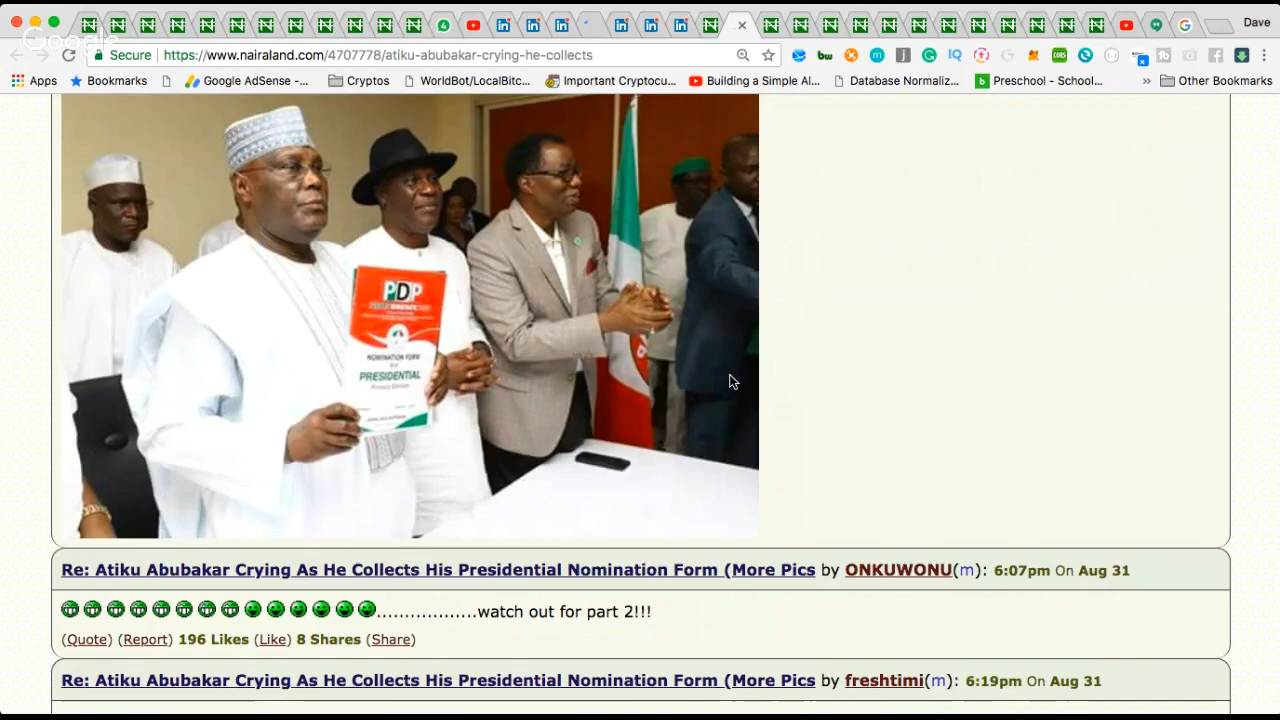 Dave
Google
Secure https://www.nairaland.com/4707778/atiku-abubakar-crying-he-collects
Apps Bookmarks Google AdSense -... Cryptos WorldHot/LocalBitc... Important Cryptocu... Building a Simple Al... Database Normaliz... Preschool - School... Other Bookmarks
PDP
NOMINATION FORM
for
PRESIDENTIAL
Re: Atiku Abubakar Crying As He Collects His Presidential Nomination Form (More Pics by ONKUWONU(m): 6:07pm On Aug 31
..................watch out for part 2!!!
(Quote) (Report) 196 Likes (Like) 8 Shares (Share)
Re: Atiku Abubakar Crying As He Collects His Presidential Nomination Form (More Pics by freshtimi(m): 6:19pm On Aug 31